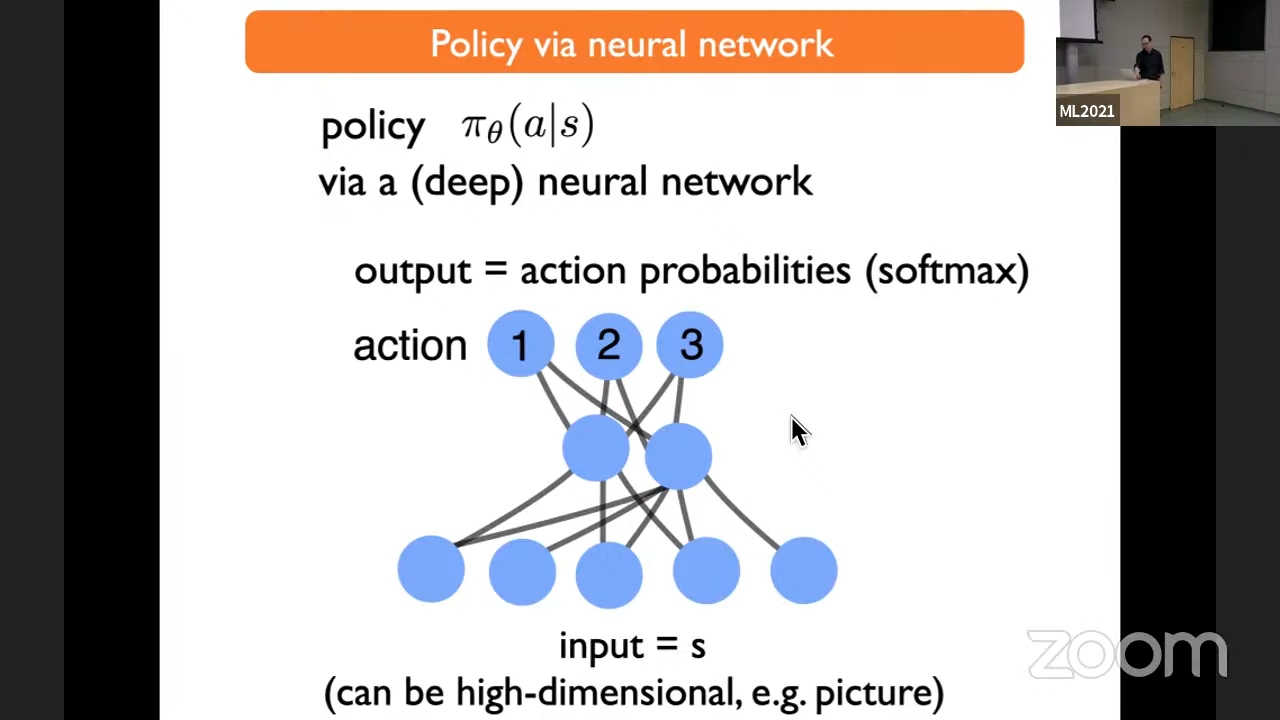 Policy via neural network
policy πθ(a|s)
via a (deep) neural network
output = action probabilities (softmax)
action 1 2 3
input = s
(can be high-dimensional, e.g. picture)
ML2021
zoom